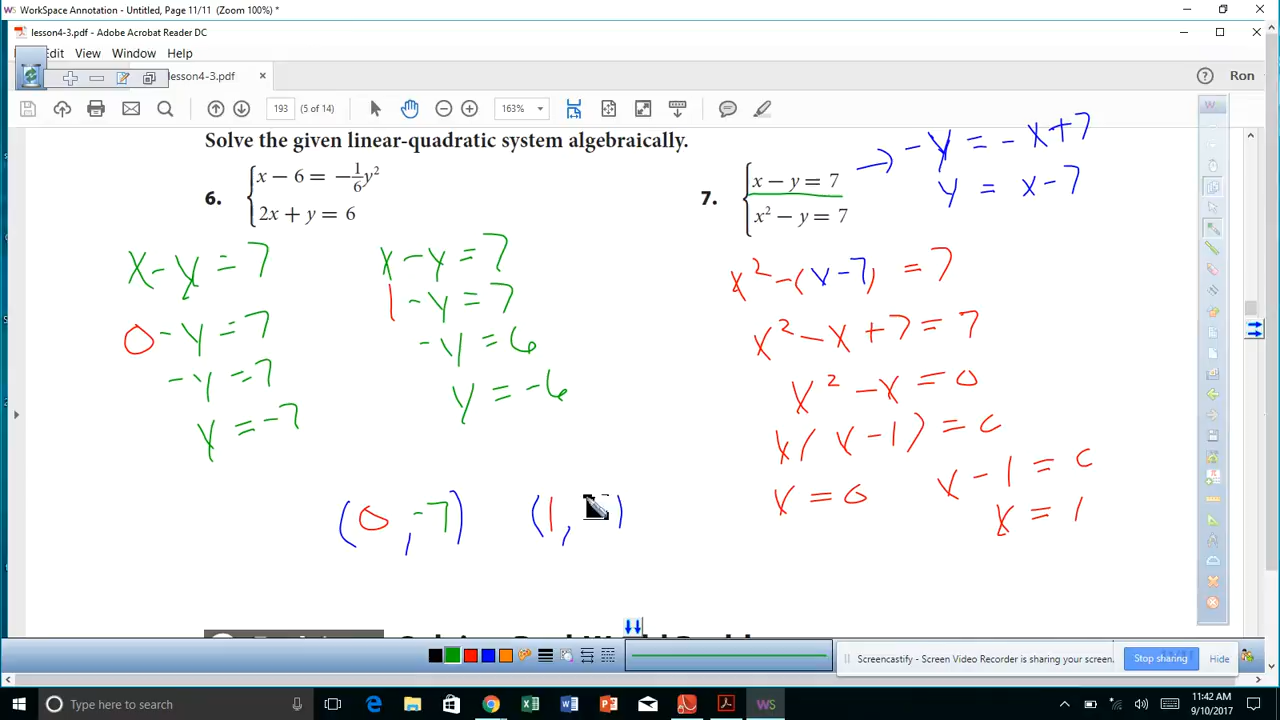 WorkSpace Annotation - Untitled, Page 11/11 (Zoom 100%) *
lesson4-3.pdf - Adobe Acrobat Reader DC
Edit View Window Help
lesson4-3.pdf ×
Ron
193 (5 of 14) 163%
Solve the given linear-quadratic system algebraically.
6. x − 6 = −1/6y²
2x + y = 6
7. x − y = 7
x² − y = 7
→ -y = -x+7
y = x-7
x-y=7
0-y=7
-y=7
y=-7
x-y=7
1-y=7
-y=6
y=-6
x²-(x-7)=7
x²-x+7=7
x²-x=0
x(x-1)=0
x=0
x-1=0
x=1
(0,-7) (1, )
Screencastify - Screen Video Recorder is sharing your screen. Stop sharing Hide
Type here to search
11:42 AM
9/10/2017